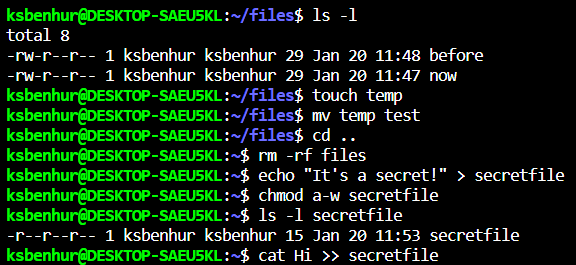 ksbenhur@DESKTOP-SAEU5KL:~/files$ ls -l
total 8
-rw-r--r-- 1 ksbenhur ksbenhur 29 Jan 20 11:48 before
-rw-r--r-- 1 ksbenhur ksbenhur 29 Jan 20 11:47 now
ksbenhur@DESKTOP-SAEU5KL:~/files$ touch temp
ksbenhur@DESKTOP-SAEU5KL:~/files$ mv temp test
ksbenhur@DESKTOP-SAEU5KL:~/files$ cd ..
ksbenhur@DESKTOP-SAEU5KL:~$ rm -rf files
ksbenhur@DESKTOP-SAEU5KL:~$ echo "It's a secret!" > secretfile
ksbenhur@DESKTOP-SAEU5KL:~$ chmod a-w secretfile
ksbenhur@DESKTOP-SAEU5KL:~$ ls -l secretfile
-r--r--r-- 1 ksbenhur ksbenhur 15 Jan 20 11:53 secretfile
ksbenhur@DESKTOP-SAEU5KL:~$ cat Hi >> secretfile